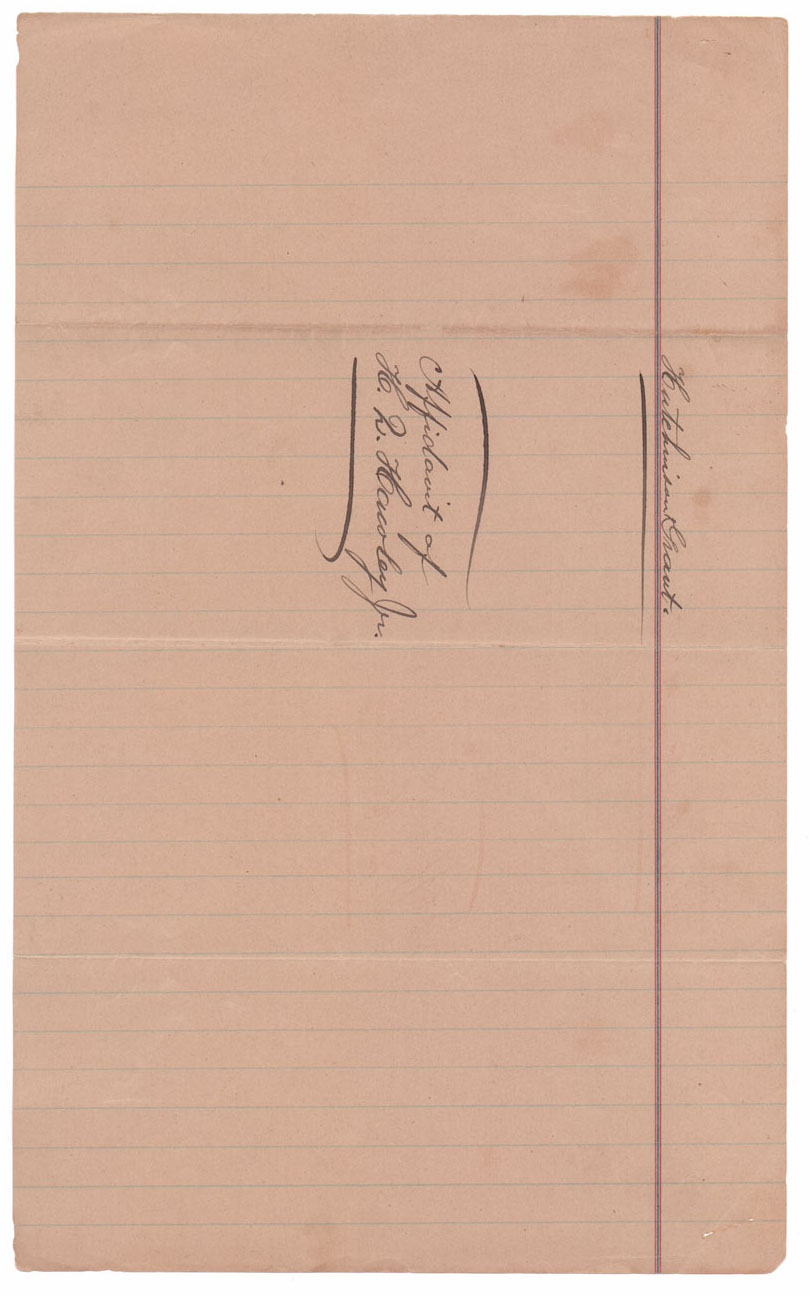 Hutchinson Grant.
Affidavit of
H. Q. Hawley Jr.